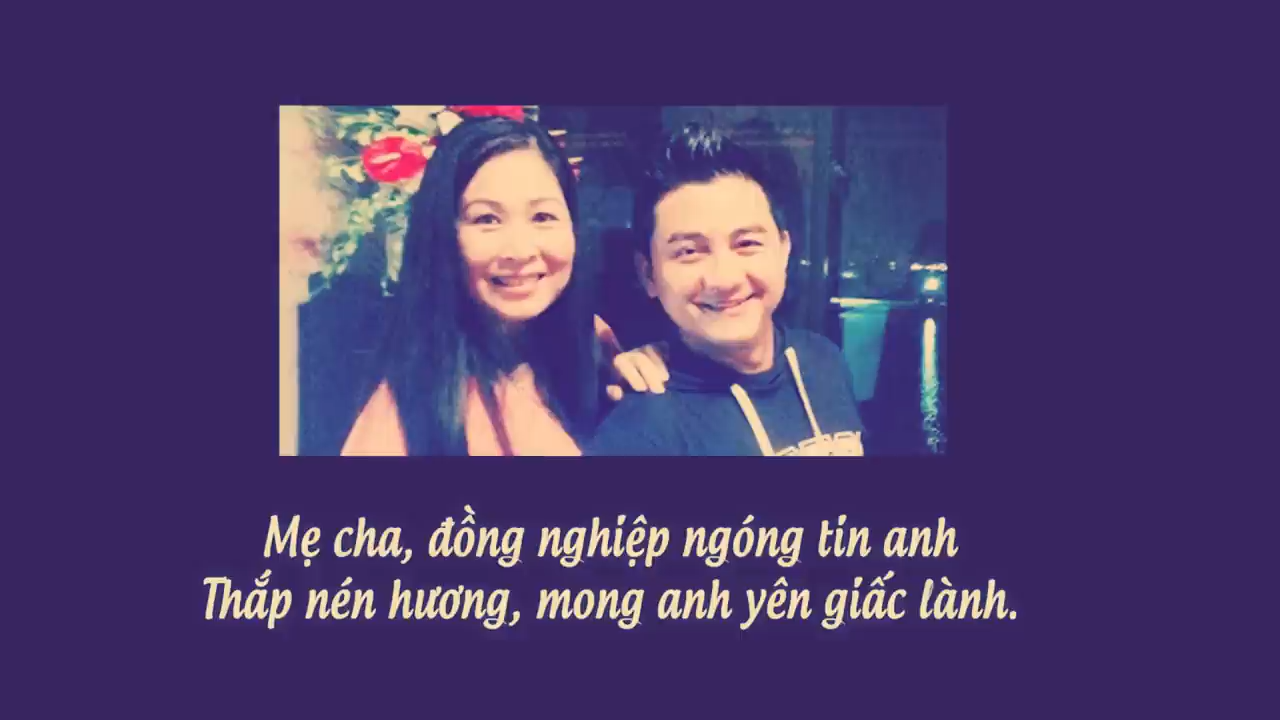 Mẹ cha, đồng nghiệp ngóng tin anh
Thắp nén hương, mong anh yên giấc lành.